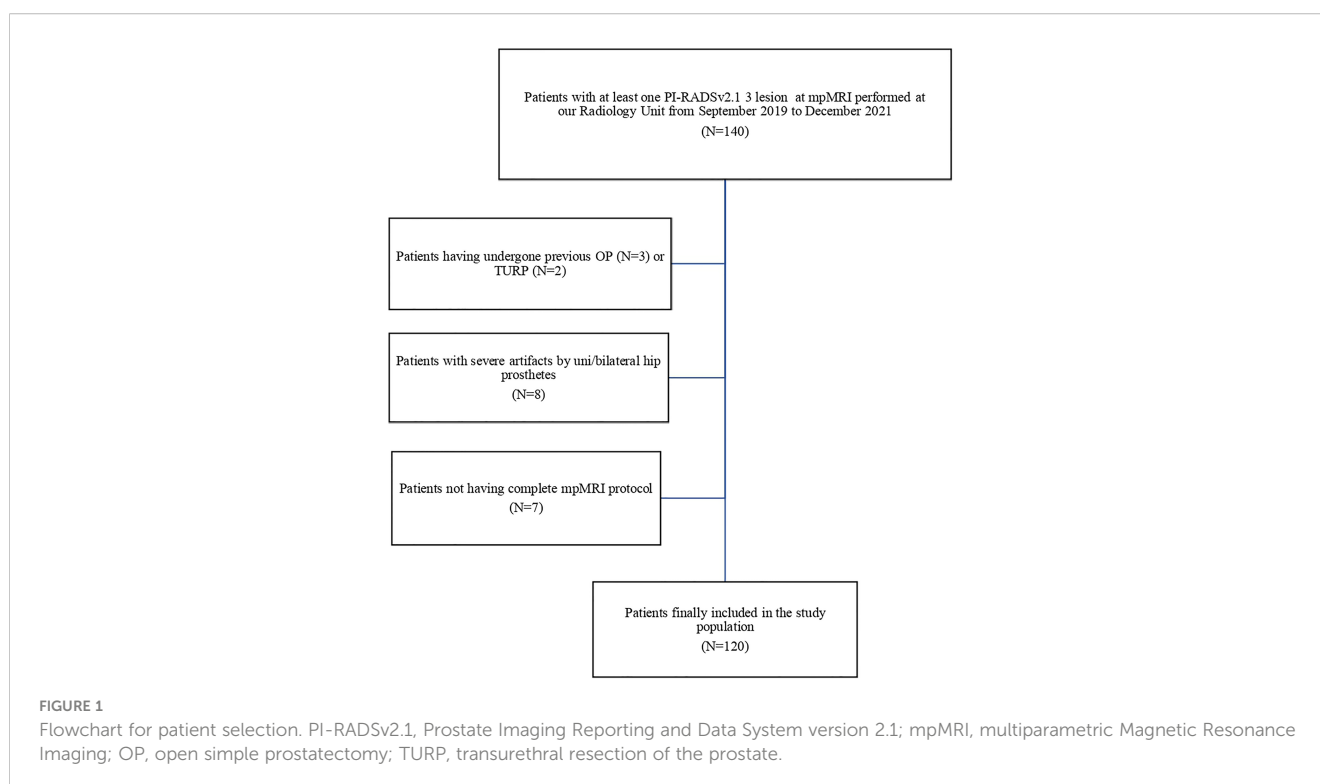 Patients with at least one PI-RADSv2.1 3 lesion at mpMRI performed at
our Radiology Unit from September 2019 to December 2021
(N=140)
Patients having undergone previous OP (N=3) or
TURP (N=2)
Patients with severe artifacts by uni/bilateral hip
prosthetes
(N=8)
Patients not having complete mpMRI protocol
(N=7)
Patients finally included in the study
population
(N=120)
FIGURE 1
Flowchart for patient selection. PI-RADSv2.1, Prostate Imaging Reporting and Data System version 2.1; mpMRI, multiparametric Magnetic Resonance
Imaging; OP, open simple prostatectomy; TURP, transurethral resection of the prostate.